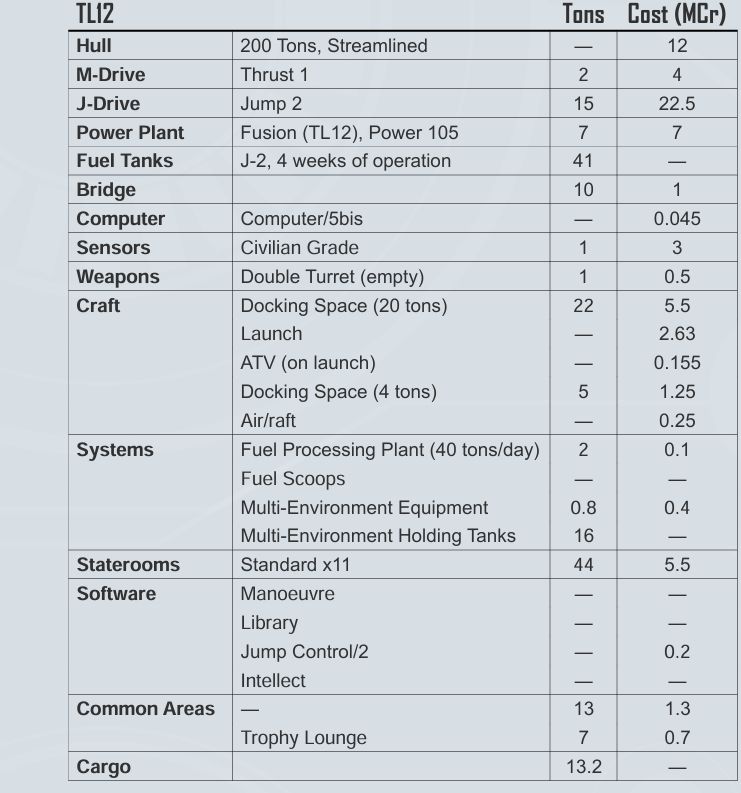 TL12 Tons Cost (MCr)
Hull 200 Tons, Streamlined — 12
M-Drive Thrust 1 2 4
J-Drive Jump 2 15 22.5
Power Plant Fusion (TL12), Power 105 7 7
Fuel Tanks J-2, 4 weeks of operation 41 —
Bridge 10 1
Computer Computer/5bis — 0.045
Sensors Civilian Grade 1 3
Weapons Double Turret (empty) 1 0.5
Craft Docking Space (20 tons) 22 5.5
Launch — 2.63
ATV (on launch) — 0.155
Docking Space (4 tons) 5 1.25
Air/raft — 0.25
Systems Fuel Processing Plant (40 tons/day) 2 0.1
Fuel Scoops — —
Multi-Environment Equipment 0.8 0.4
Multi-Environment Holding Tanks 16 —
Staterooms Standard x11 44 5.5
Software Manoeuvre — —
Library — —
Jump Control/2 — 0.2
Intellect — —
Common Areas — 13 1.3
Trophy Lounge 7 0.7
Cargo 13.2 —